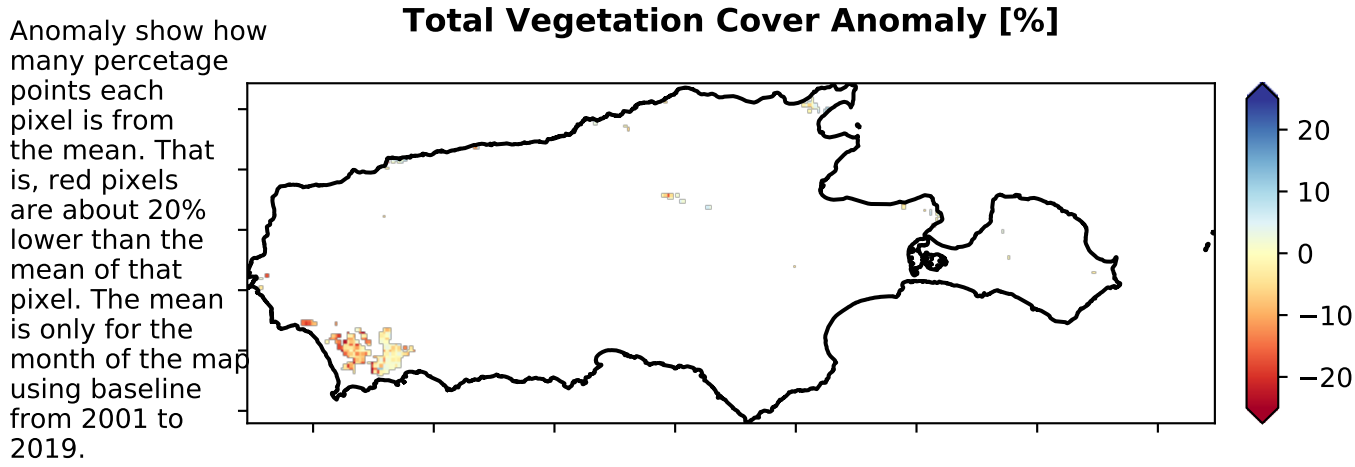 Total Vegetation Cover Anomaly [%]
Anomaly show how
many percetage
points each
pixel is from
the mean. That
is, red pixels
are about 20%
lower than the
mean of that
pixel. The mean
is only for the
month of the map
using baseline
from 2001 to
2019.
20
10
0
−10
−20